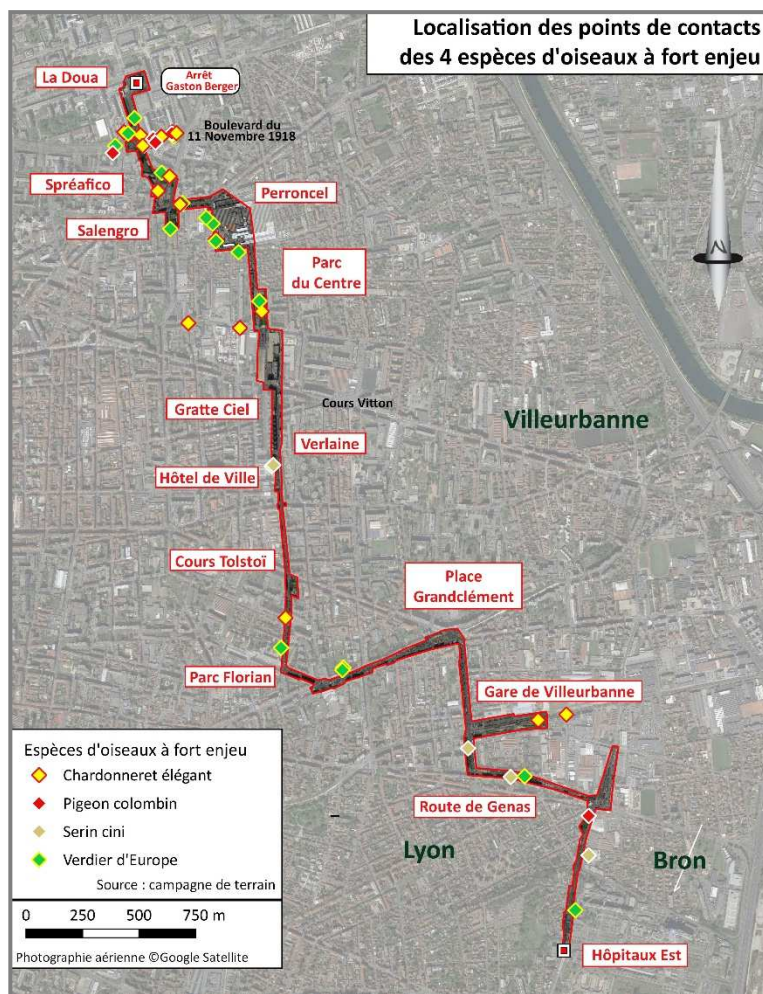 Localisation des points de contacts
des 4 espèces d'oiseaux à fort enjeu
La Doua
Arrêt
Gaston Berger
Boulevard du
11 Novembre 1918
Spréafico
Perroncel
Salengro
Parc
du Centre
N
Gratte Ciel
Cours Vitton
Villeurbanne
Verlaine
Hôtel de Ville
Cours Tolstoï
Place
Grandclément
Parc Florian
Gare de Villeurbanne
Espèces d'oiseaux à fort enjeu
Chardonneret élégant
Pigeon colombin
Serin cini
Verdier d'Europe
Source : campagne de terrain
Route de Genas
Lyon
Bron
0 250 500 750 m
Photographie aérienne ©Google Satellite
Hôpitaux Est